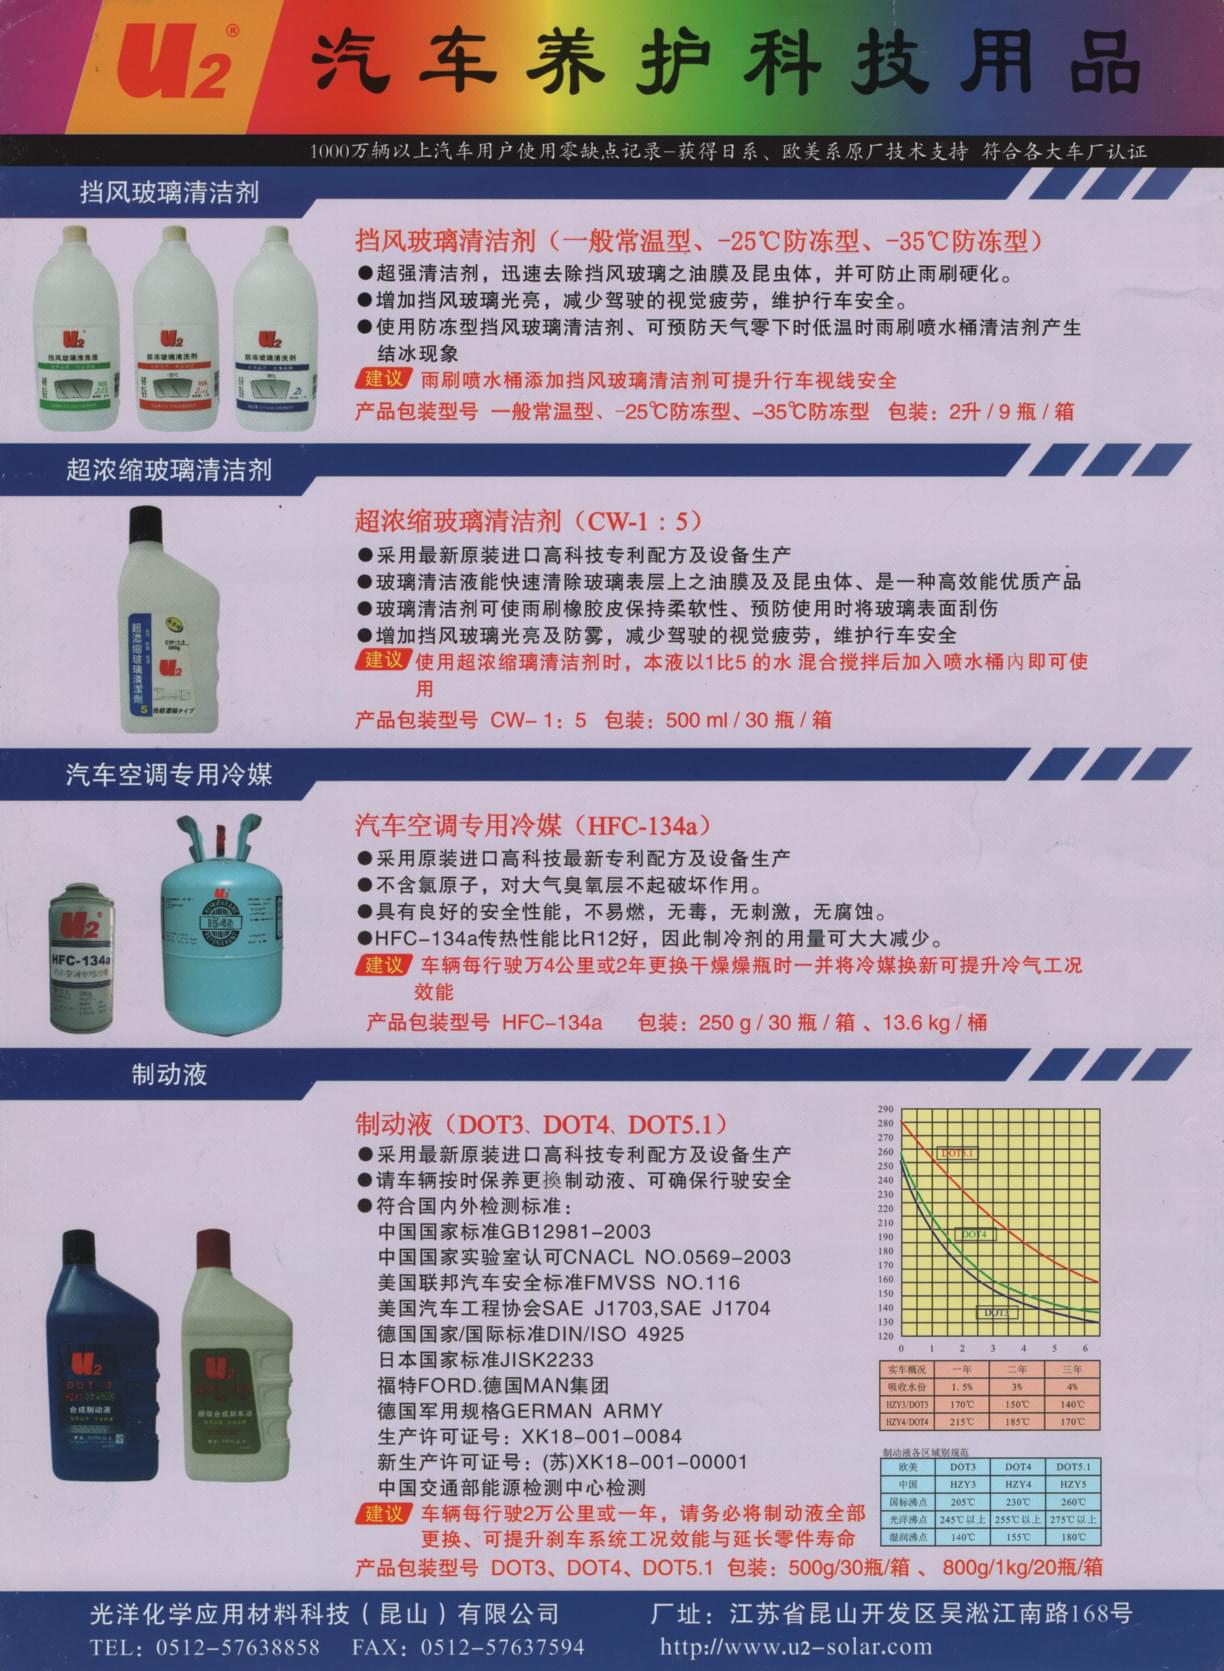 U2®
汽车养护科技用品
1000万辆以上汽车用户使用零缺点记录-获得日系、欧美系原厂技术支持 符合各大车厂认证
挡风玻璃清洁剂
挡风玻璃清洁剂（一般常温型、-25℃防冻型、-35℃防冻型）
●超强清洁剂，迅速去除挡风玻璃之油膜及昆虫体，并可防止雨刷硬化。
●增加挡风玻璃光亮，减少驾驶的视觉疲劳，维护行车安全。
●使用防冻型挡风玻璃清洁剂、可预防天气零下时低温时雨刷喷水桶清洁剂产生
结冰现象
建议 雨刷喷水桶添加挡风玻璃清洁剂可提升行车视线安全
产品包装型号 一般常温型、-25℃防冻型、-35℃防冻型 包装：2升/9瓶/箱
超浓缩玻璃清洁剂
超浓缩玻璃清洁剂（CW-1：5）
●采用最新原装进口高科技专利配方及设备生产
●玻璃清洁液能快速清除玻璃表层上之油膜及及昆虫体、是一种高效能优质产品
●玻璃清洁剂可使雨刷橡胶皮保持柔软性、预防使用时将玻璃表面刮伤
●增加挡风玻璃光亮及防雾，减少驾驶的视觉疲劳，维护行车安全
建议 使用超浓缩璃清洁剂时，本液以1比5 的水 混合搅拌后加入喷水桶内即可使
用
产品包装型号 CW- 1：5 包装：500 ml / 30 瓶 / 箱
汽车空调专用冷媒
汽车空调专用冷媒（HFC-134a）
●采用原装进口高科技最新专利配方及设备生产
●不含氯原子，对大气臭氧层不起破坏作用。
●具有良好的安全性能，不易燃，无毒，无刺激，无腐蚀。
●HFC-134a传热性能比R12好，因此制冷剂的用量可大大减少。
建议 车辆每行驶万4公里或2年更换干燥燥瓶时一并将冷媒换新可提升冷气工况
效能
产品包装型号 HFC-134a 包装：250 g / 30 瓶 / 箱 、13.6 kg / 桶
制动液
制动液（DOT3、DOT4、DOT5.1）
●采用最新原装进口高科技专利配方及设备生产
●请车辆按时保养更換制动液、可确保行驶安全
●符合国内外检测标准：
中国国家标准GB12981-2003
中国国家实验室认可CNACL NO.0569-2003
美国联邦汽车安全标准FMVSS NO.116
美国汽车工程协会SAE J1703,SAE J1704
德国国家/国际标准DIN/ISO 4925
日本国家标准JISK2233
福特FORD.德国MAN集团
德国军用规格GERMAN ARMY
生产许可证号：XK18-001-0084
新生产许可证号：(苏)XK18-001-00001
中国交通部能源检测中心检测
建议 车辆每行驶2万公里或一年，请务必将制动液全部
更换、可提升刹车系统工况效能与延长零件寿命
产品包装型号 DOT3、DOT4、DOT5.1 包装：500g/30瓶/箱 、 800g/1kg/20瓶/箱
290
280
270
260
250
240
230
220
210
190
180
170
160
150
140
130
120
DOT5.1
DOT4
DOT3
0 1 2 3 4 5 6
实车概况 一年 二年 三年
吸收水份 1.5% 3% 4%
HZY3/DOT3 170℃ 150℃ 140℃
HZY4/DOT4 215℃ 185℃ 170℃
制动液各区域别规范
欧美 DOT3 DOT4 DOT5.1
中国 HZY3 HZY4 HZY5
国标沸点 205℃ 230℃ 260℃
光洋沸点 245℃以上 255℃以上 275℃以上
湿润沸点 140℃ 155℃ 180℃
光洋化学应用材料科技（昆山）有限公司 厂址：江苏省昆山开发区吴淞江南路168号
TEL：0512-57638858 FAX：0512-57637594 http://www.u2-solar.com